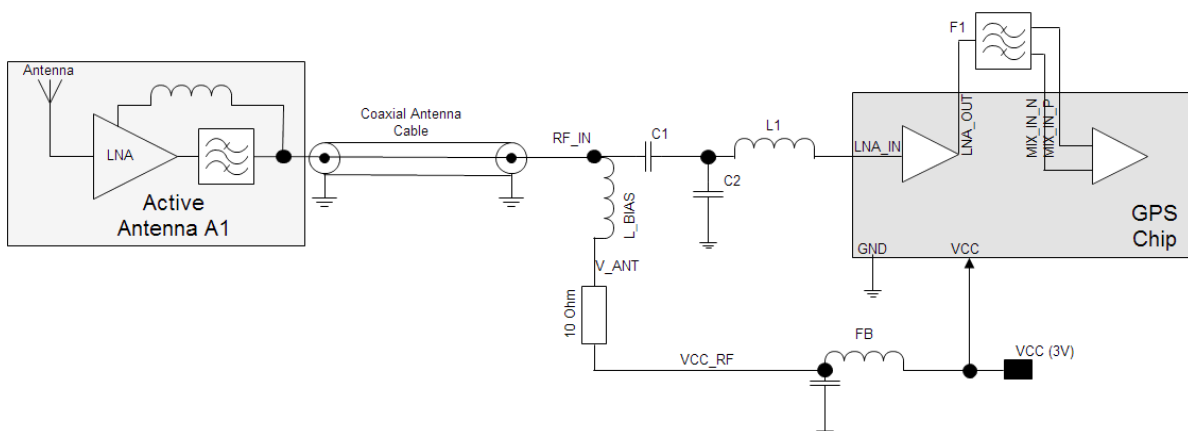 F1
Antenna
LNA
Active
Antenna A1
Coaxial Antenna
Cable
RF_IN
C1
L1
C2
L_BIAS
V_ANT
10 Ohm
VCC_RF
FB
VCC (3V)
LNA_IN
LNA_OUT
MIX_IN_N
MIX_IN_P
GPS
Chip
GND
VCC